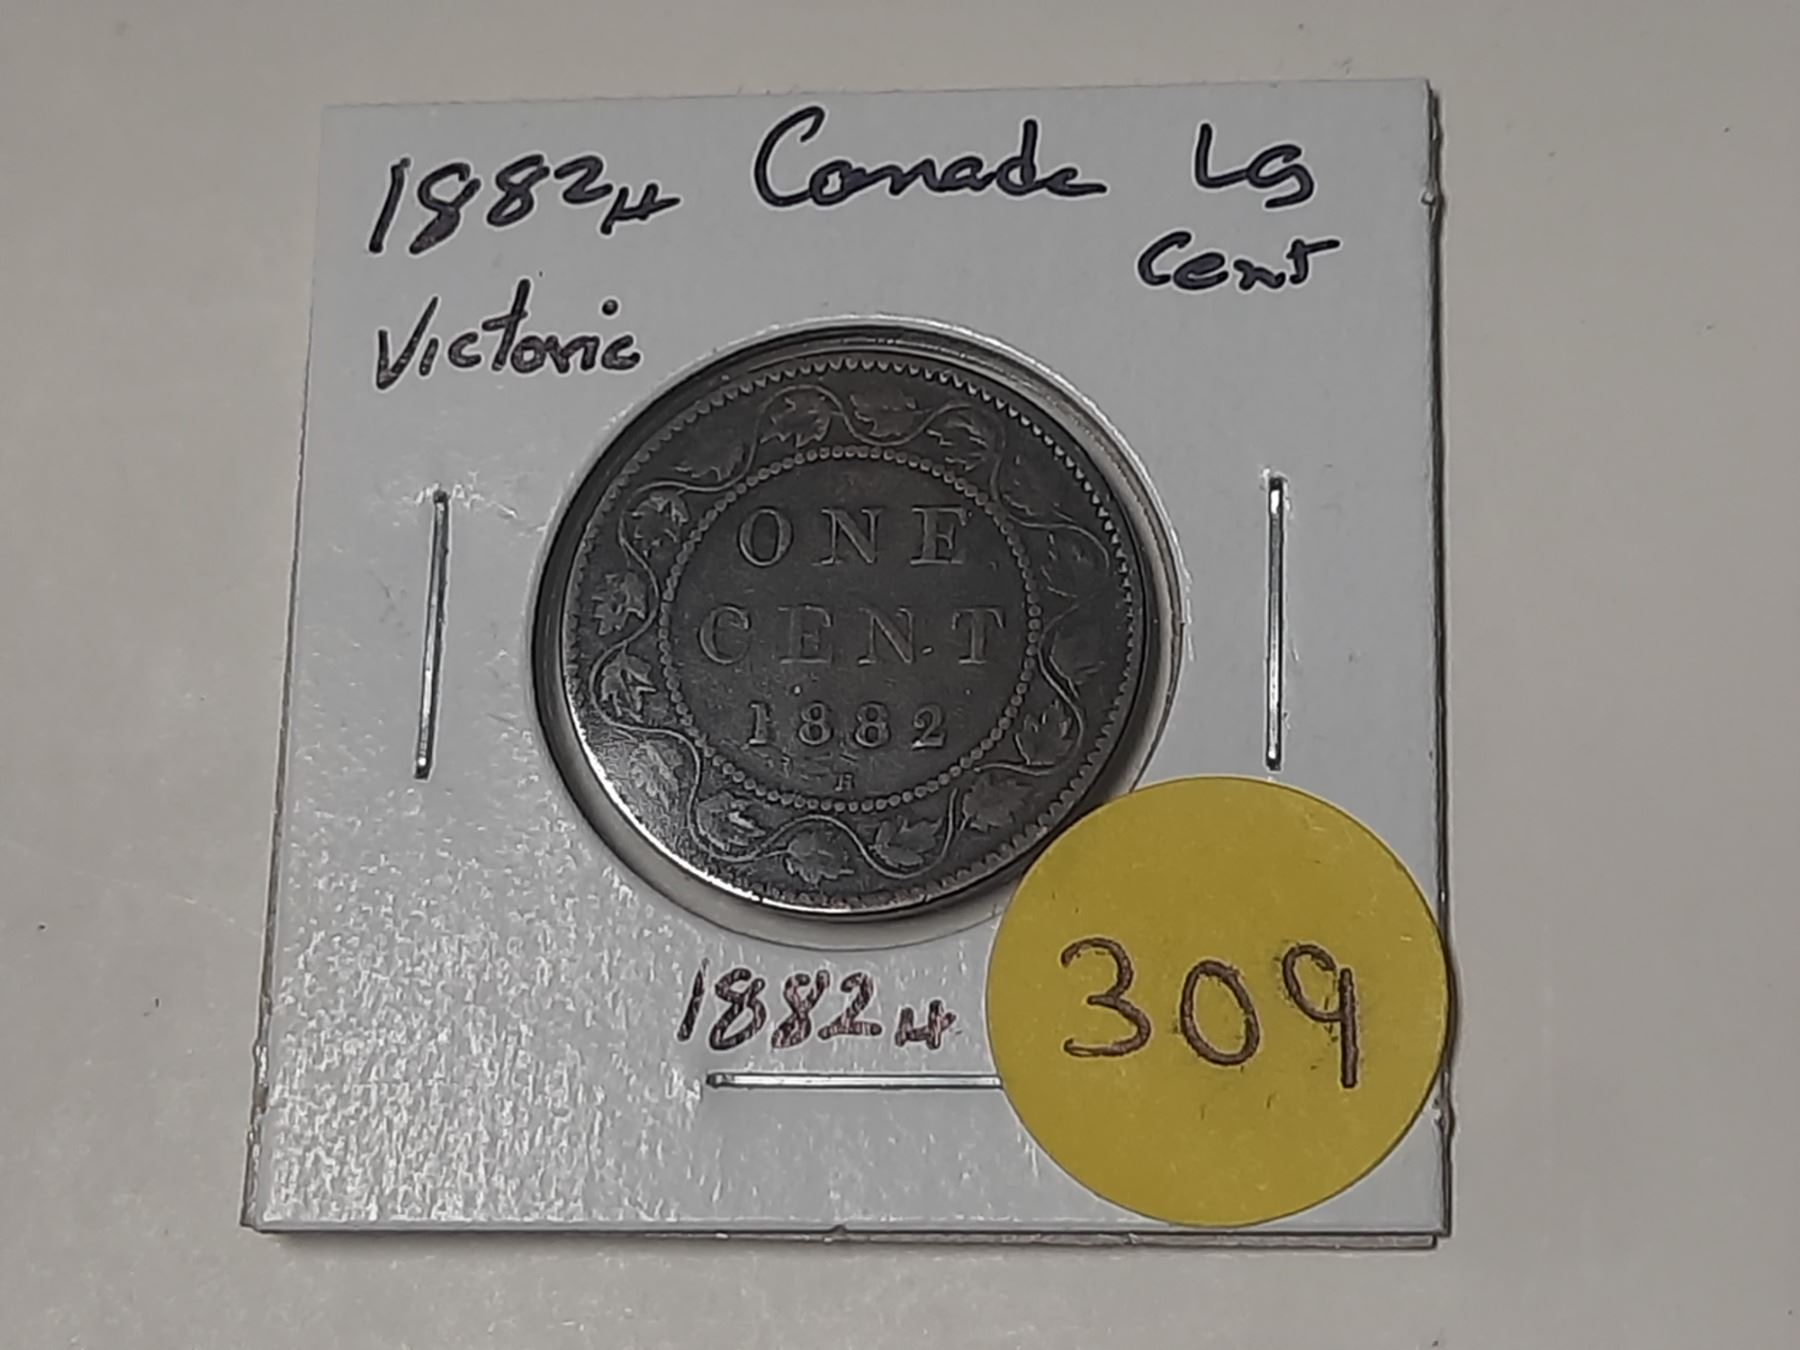 1882H Canada Lg
Cent
Victoria
ONE
CENT
1882
H
1882H
309